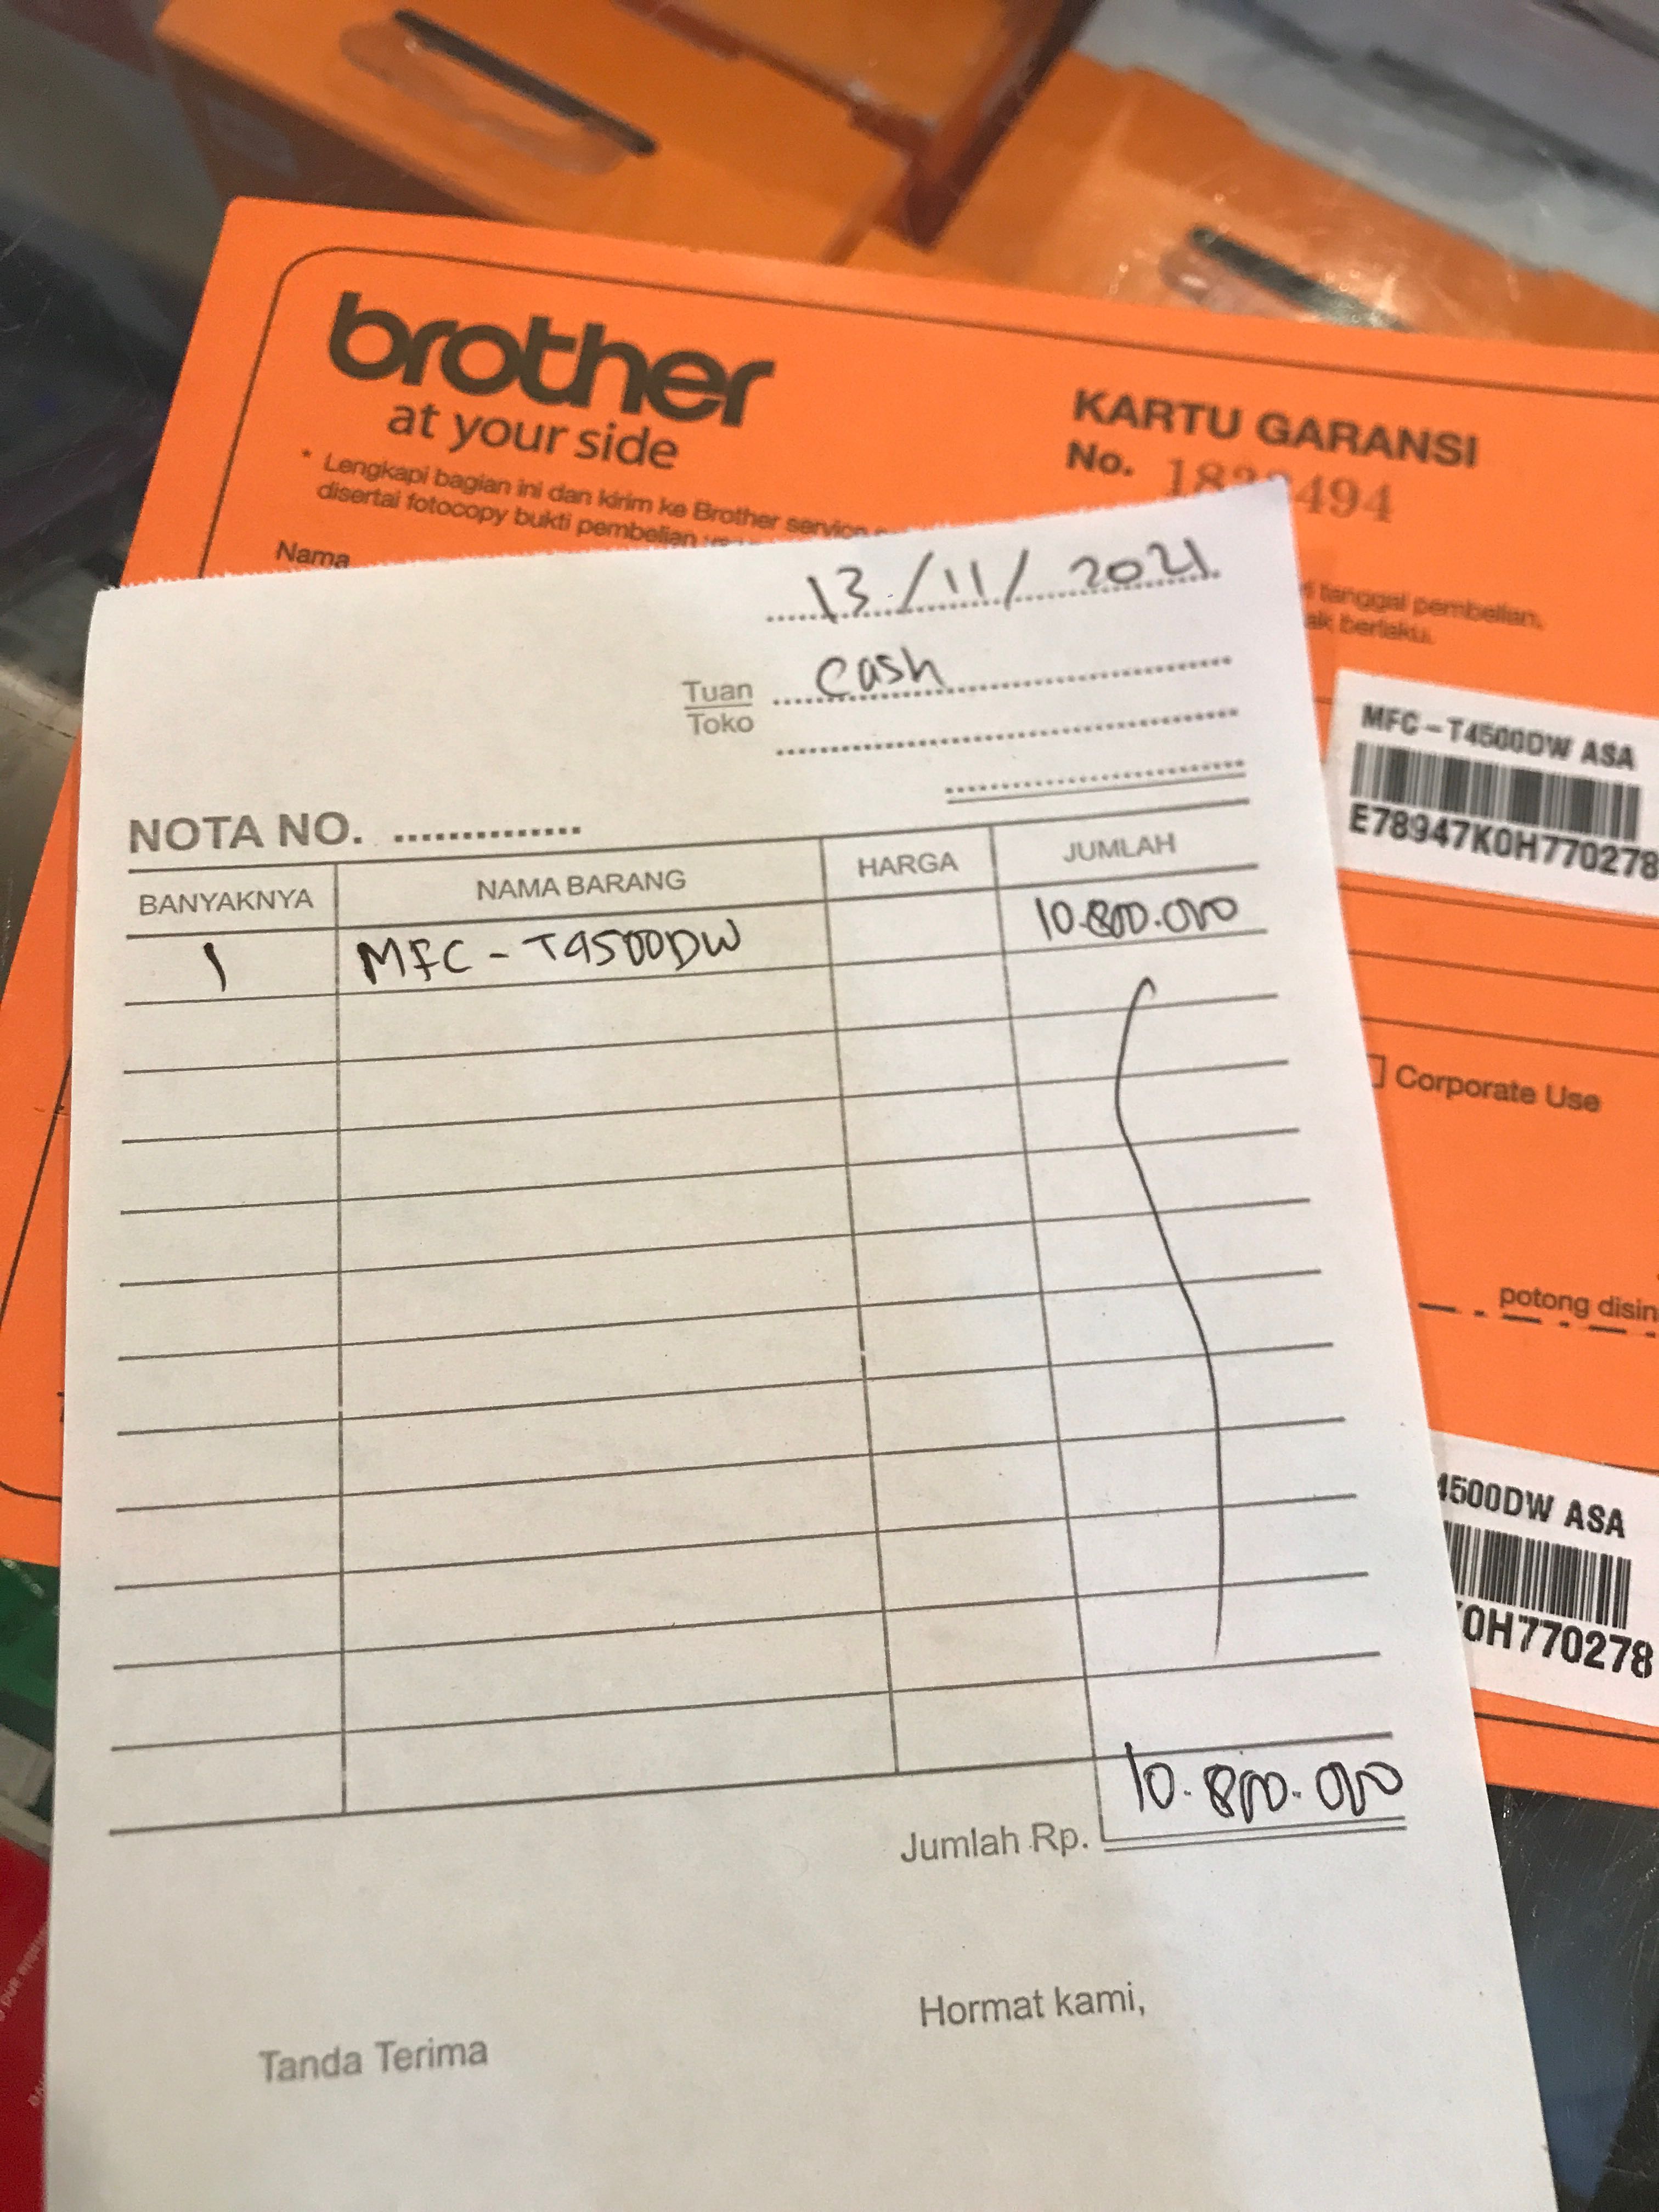 brother
at your side
KARTU GARANSI
No.
* Lengkapi bagian ini dan kirim ke Brother service
disertai fotocopy bukti pembelian
Nama
tanggal pembelian,
berlaku.
MFC-T4500DW ASA
E78947K0H770278
Corporate Use
potong disin
4500DW ASA
0H770278
13/11/2021
Tuan Cash
Toko
NOTA NO. ..............
BANYAKNYA NAMA BARANG HARGA JUMLAH
1 MFC-T4500DW 10.800.000
Jumlah Rp. 10.800.000
Tanda Terima Hormat kami,